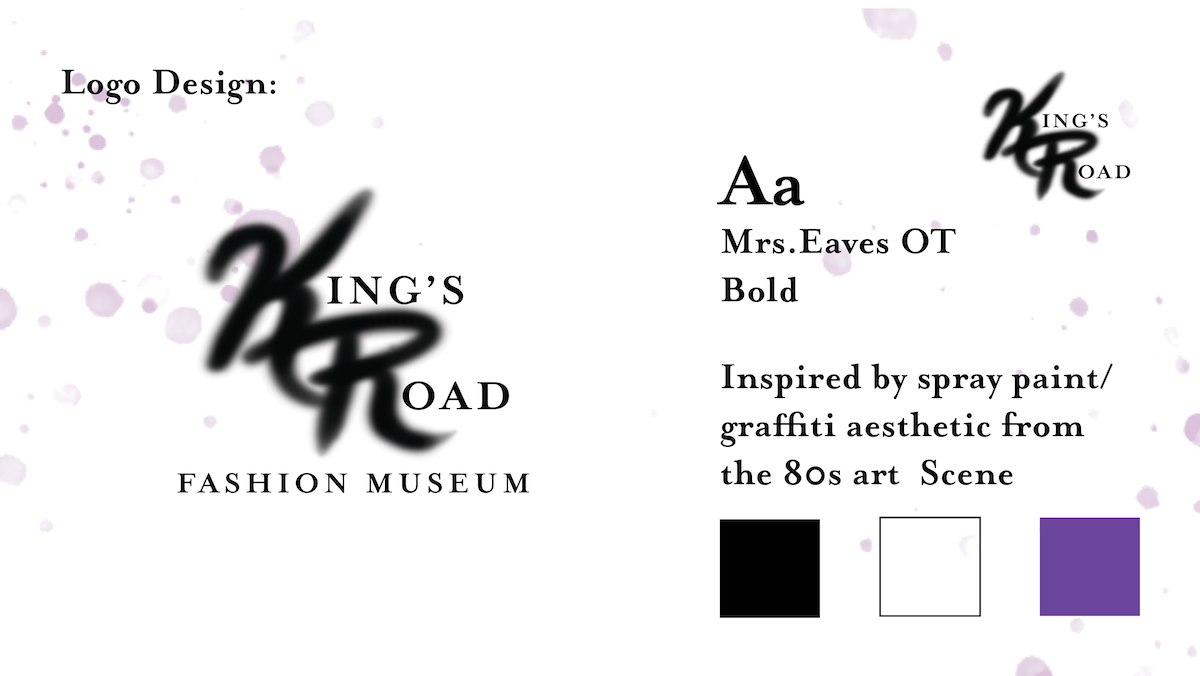 Logo Design:
KING'S
ROAD
FASHION MUSEUM
KING'S
ROAD
Aa
Mrs.Eaves OT
Bold
Inspired by spray paint/
graffiti aesthetic from
the 80s art  Scene